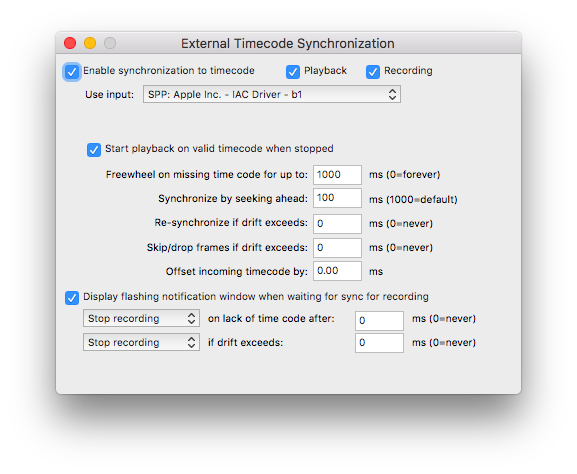 External Timecode Synchronization
Enable synchronization to timecode Playback Recording
Use input: SPP: Apple Inc. - IAC Driver - b1
Start playback on valid timecode when stopped
Freewheel on missing time code for up to: 1000 ms (0=forever)
Synchronize by seeking ahead: 100 ms (1000=default)
Re-synchronize if drift exceeds: 0 ms (0=never)
Skip/drop frames if drift exceeds: 0 ms (0=never)
Offset incoming timecode by: 0.00 ms
Display flashing notification window when waiting for sync for recording
Stop recording on lack of time code after: 0 ms (0=never)
Stop recording if drift exceeds: 0 ms (0=never)